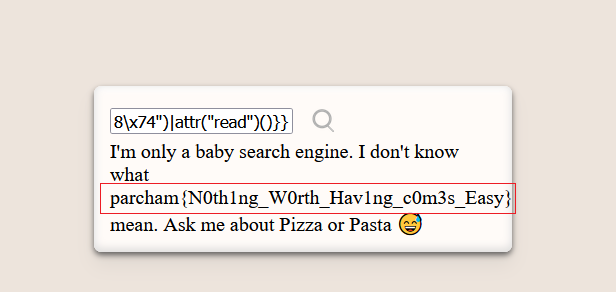 8\x74")|attr("read")()}}
I'm only a baby search engine. I don't know
what
parcham{N0th1ng_W0rth_Hav1ng_c0m3s_Easy}
mean. Ask me about Pizza or Pasta 😅